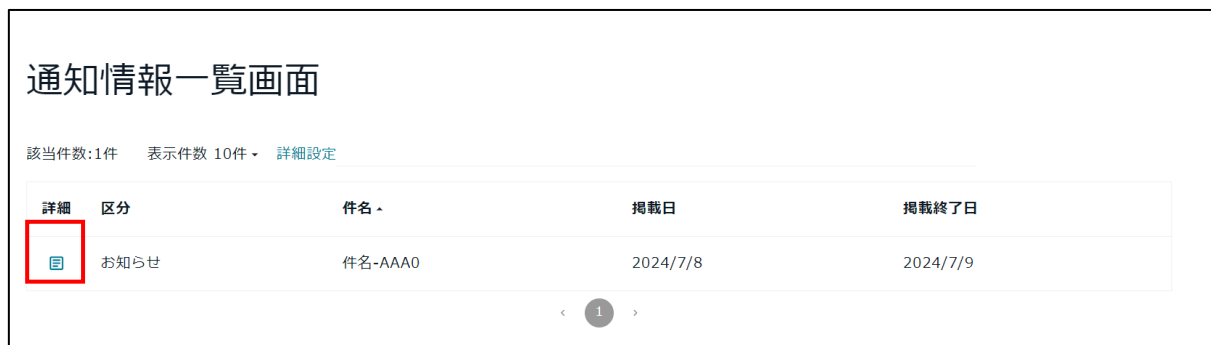 通知情報一覧画面
該当件数:1件 表示件数 10件 詳細設定
詳細 区分 件名 掲載日 掲載終了日
お知らせ 件名-AAA0 2024/7/8 2024/7/9
‹ 1 ›